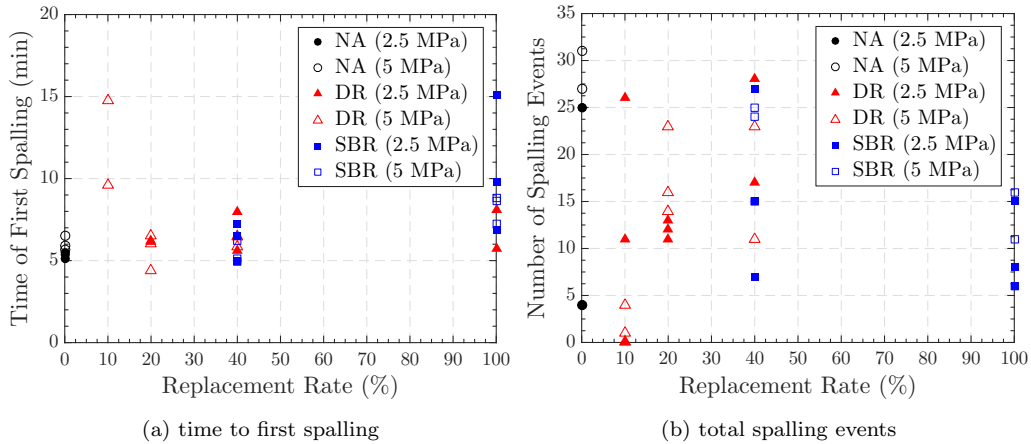 Time of First Spalling (min)
20
15
10
5
0
0 10 20 30 40 50 60 70 80 90 100
Replacement Rate (%)
NA (2.5 MPa)
NA (5 MPa)
DR (2.5 MPa)
DR (5 MPa)
SBR (2.5 MPa)
SBR (5 MPa)
(a) time to first spalling
Number of Spalling Events
35
30
25
20
15
10
5
0
0 10 20 30 40 50 60 70 80 90 100
Replacement Rate (%)
NA (2.5 MPa)
NA (5 MPa)
DR (2.5 MPa)
DR (5 MPa)
SBR (2.5 MPa)
SBR (5 MPa)
(b) total spalling events